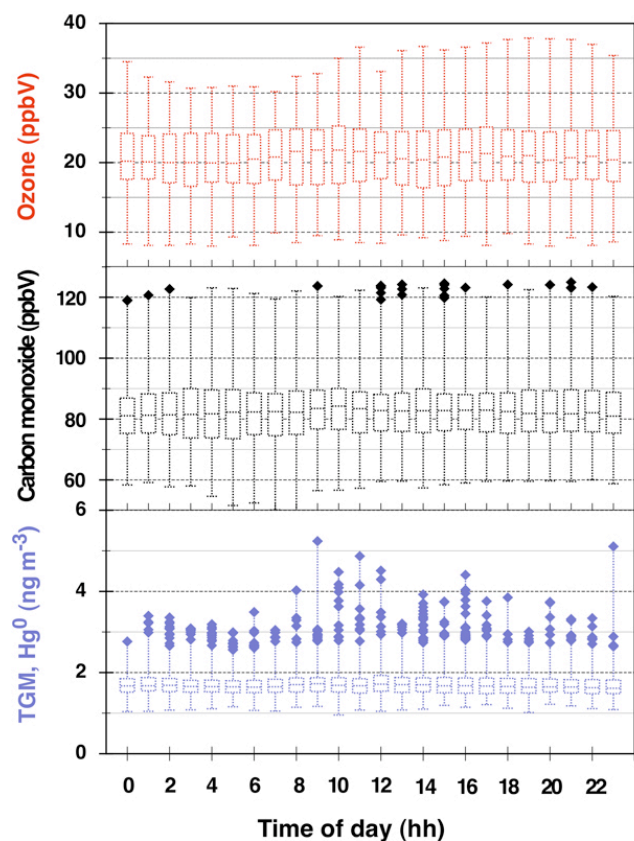 Ozone (ppbV)
40
30
20
10
Carbon monoxide (ppbV)
120
100
80
60
TGM, Hg⁰ (ng m⁻³)
6
4
2
0
0 2 4 6 8 10 12 14 16 18 20 22
Time of day (hh)